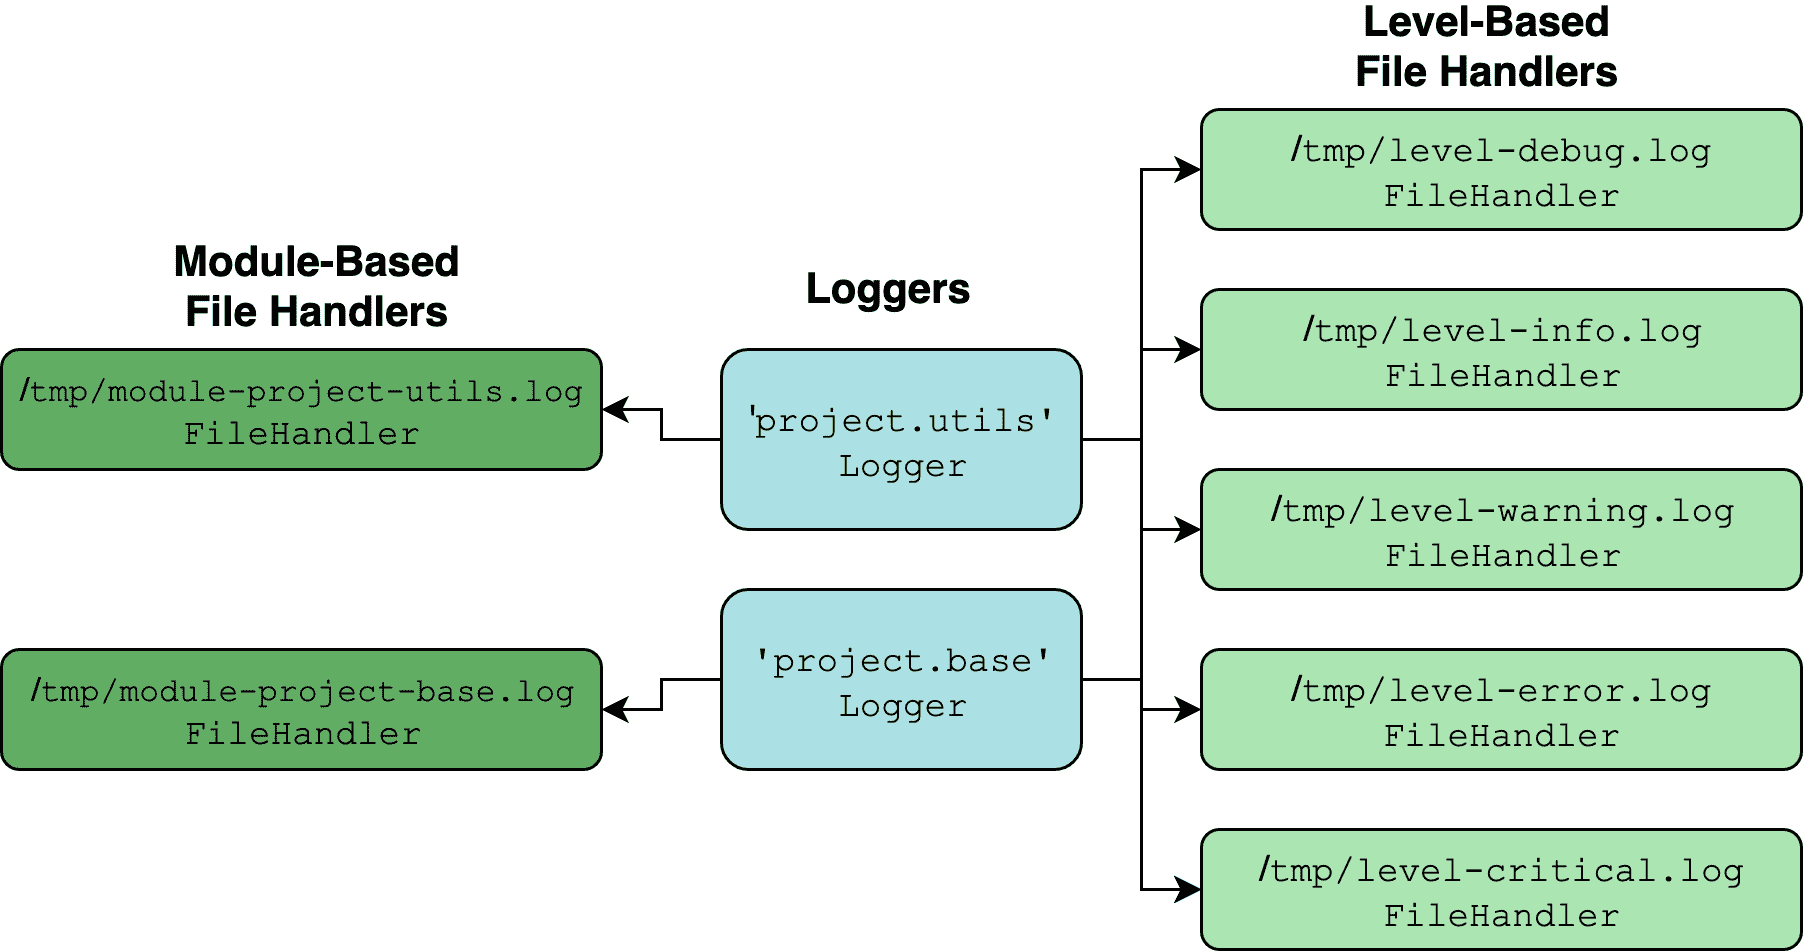 Module-Based
File Handlers
/tmp/module-project-utils.log
FileHandler
/tmp/module-project-base.log
FileHandler
Loggers
'project.utils'
Logger
'project.base'
Logger
Level-Based
File Handlers
/tmp/level-debug.log
FileHandler
/tmp/level-info.log
FileHandler
/tmp/level-warning.log
FileHandler
/tmp/level-error.log
FileHandler
/tmp/level-critical.log
FileHandler